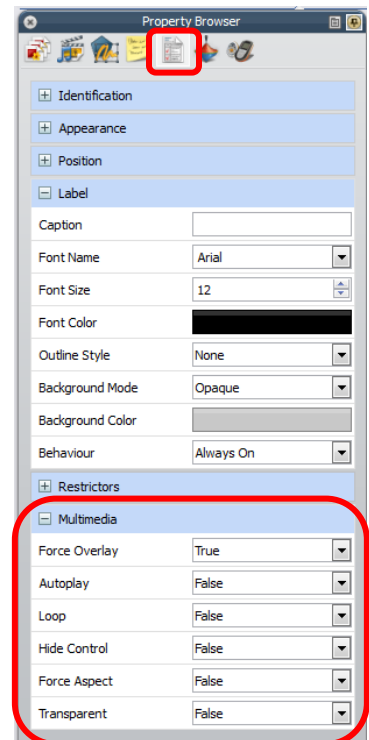 Property Browser
Identification
Appearance
Position
Label
Caption
Font Name Arial
Font Size 12
Font Color
Outline Style None
Background Mode Opaque
Background Color
Behaviour Always On
Restrictors
Multimedia
Force Overlay True
Autoplay False
Loop False
Hide Control False
Force Aspect False
Transparent False